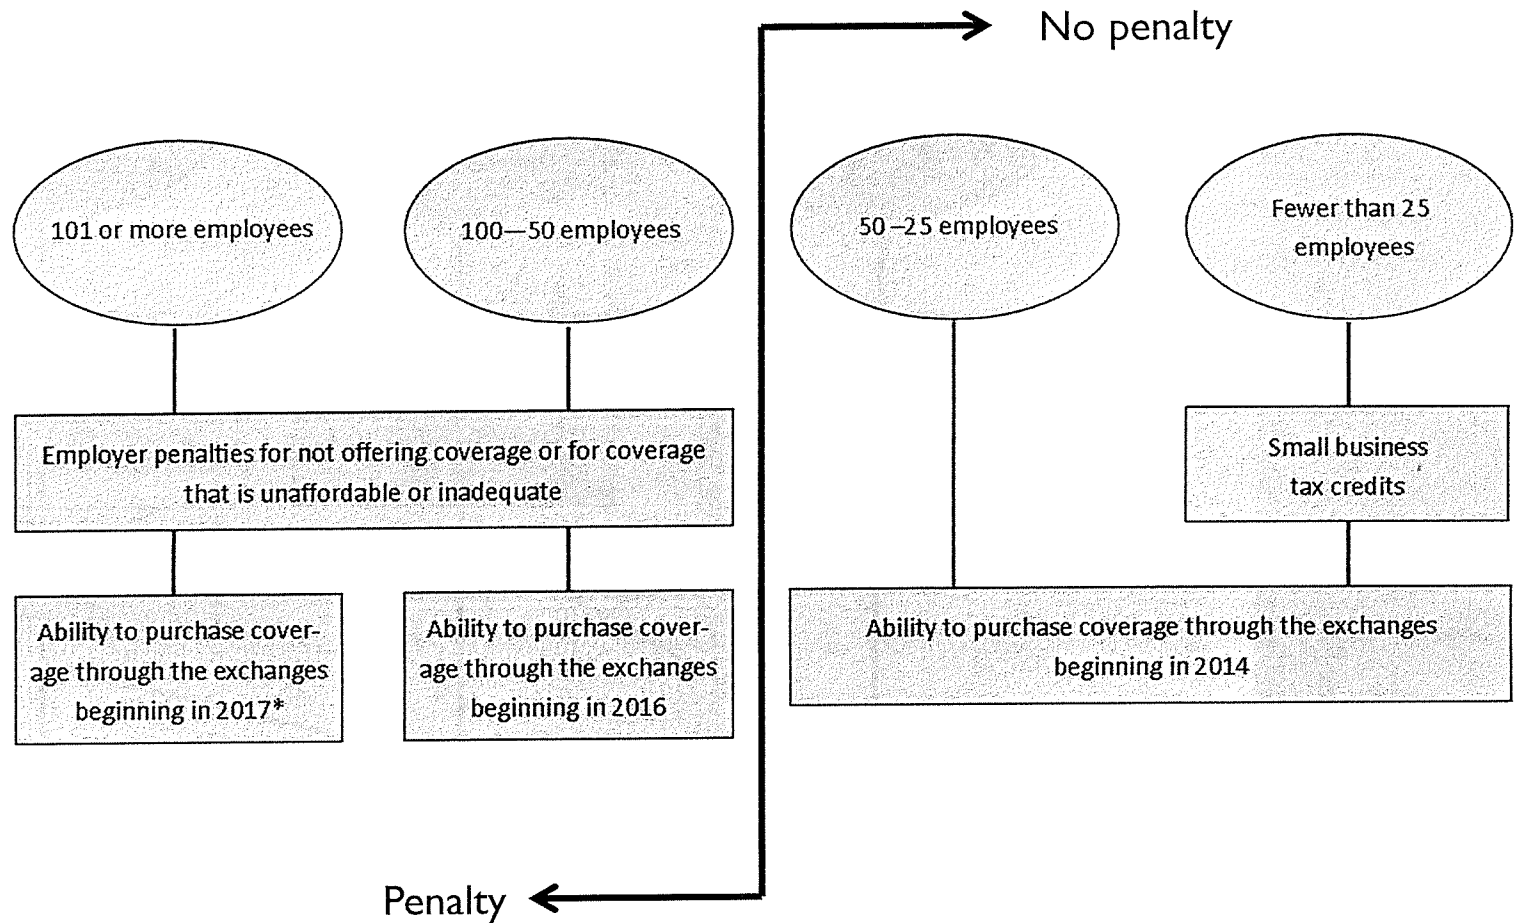 No penalty
101 or more employees
100—50 employees
50 –25 employees
Fewer than 25
employees
Employer penalties for not offering coverage or for coverage
that is unaffordable or inadequate
Small business
tax credits
Ability to purchase cover-
age through the exchanges
beginning in 2017*
Ability to purchase cover-
age through the exchanges
beginning in 2016
Ability to purchase coverage through the exchanges
beginning in 2014
Penalty